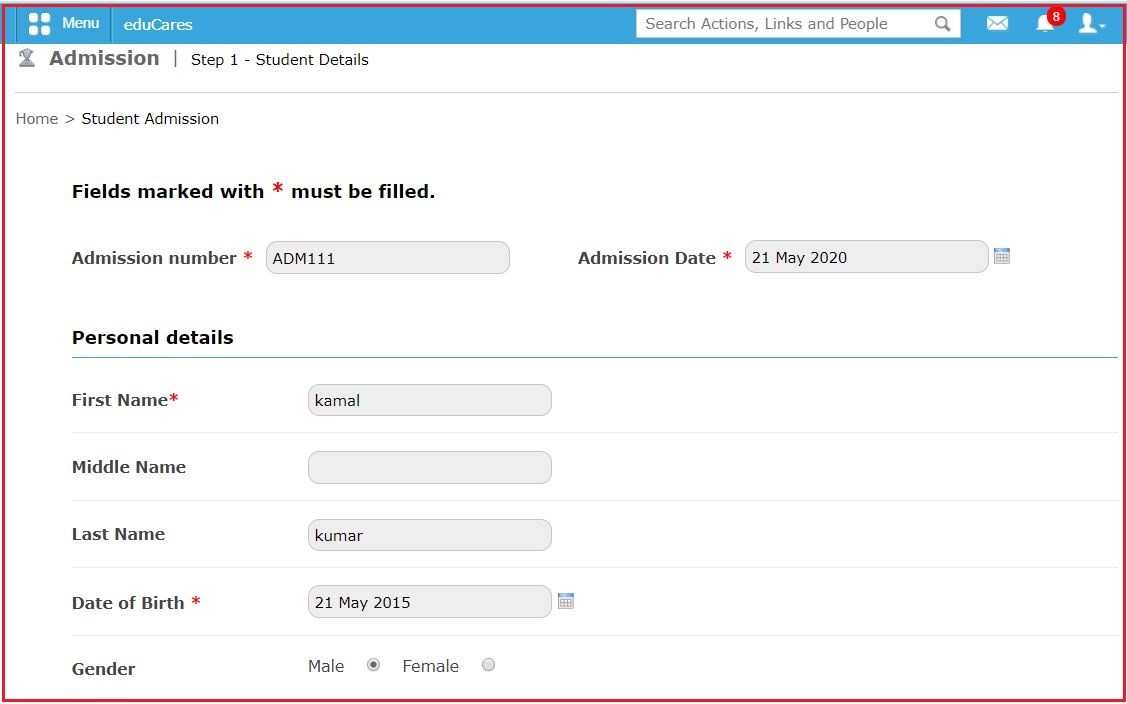 Menu eduCares Search Actions, Links and People 8
Admission | Step 1 - Student Details
Home > Student Admission
Fields marked with * must be filled.
Admission number * ADM111 Admission Date * 21 May 2020
Personal details
First Name* kamal
Middle Name
Last Name kumar
Date of Birth * 21 May 2015
Gender Male Female